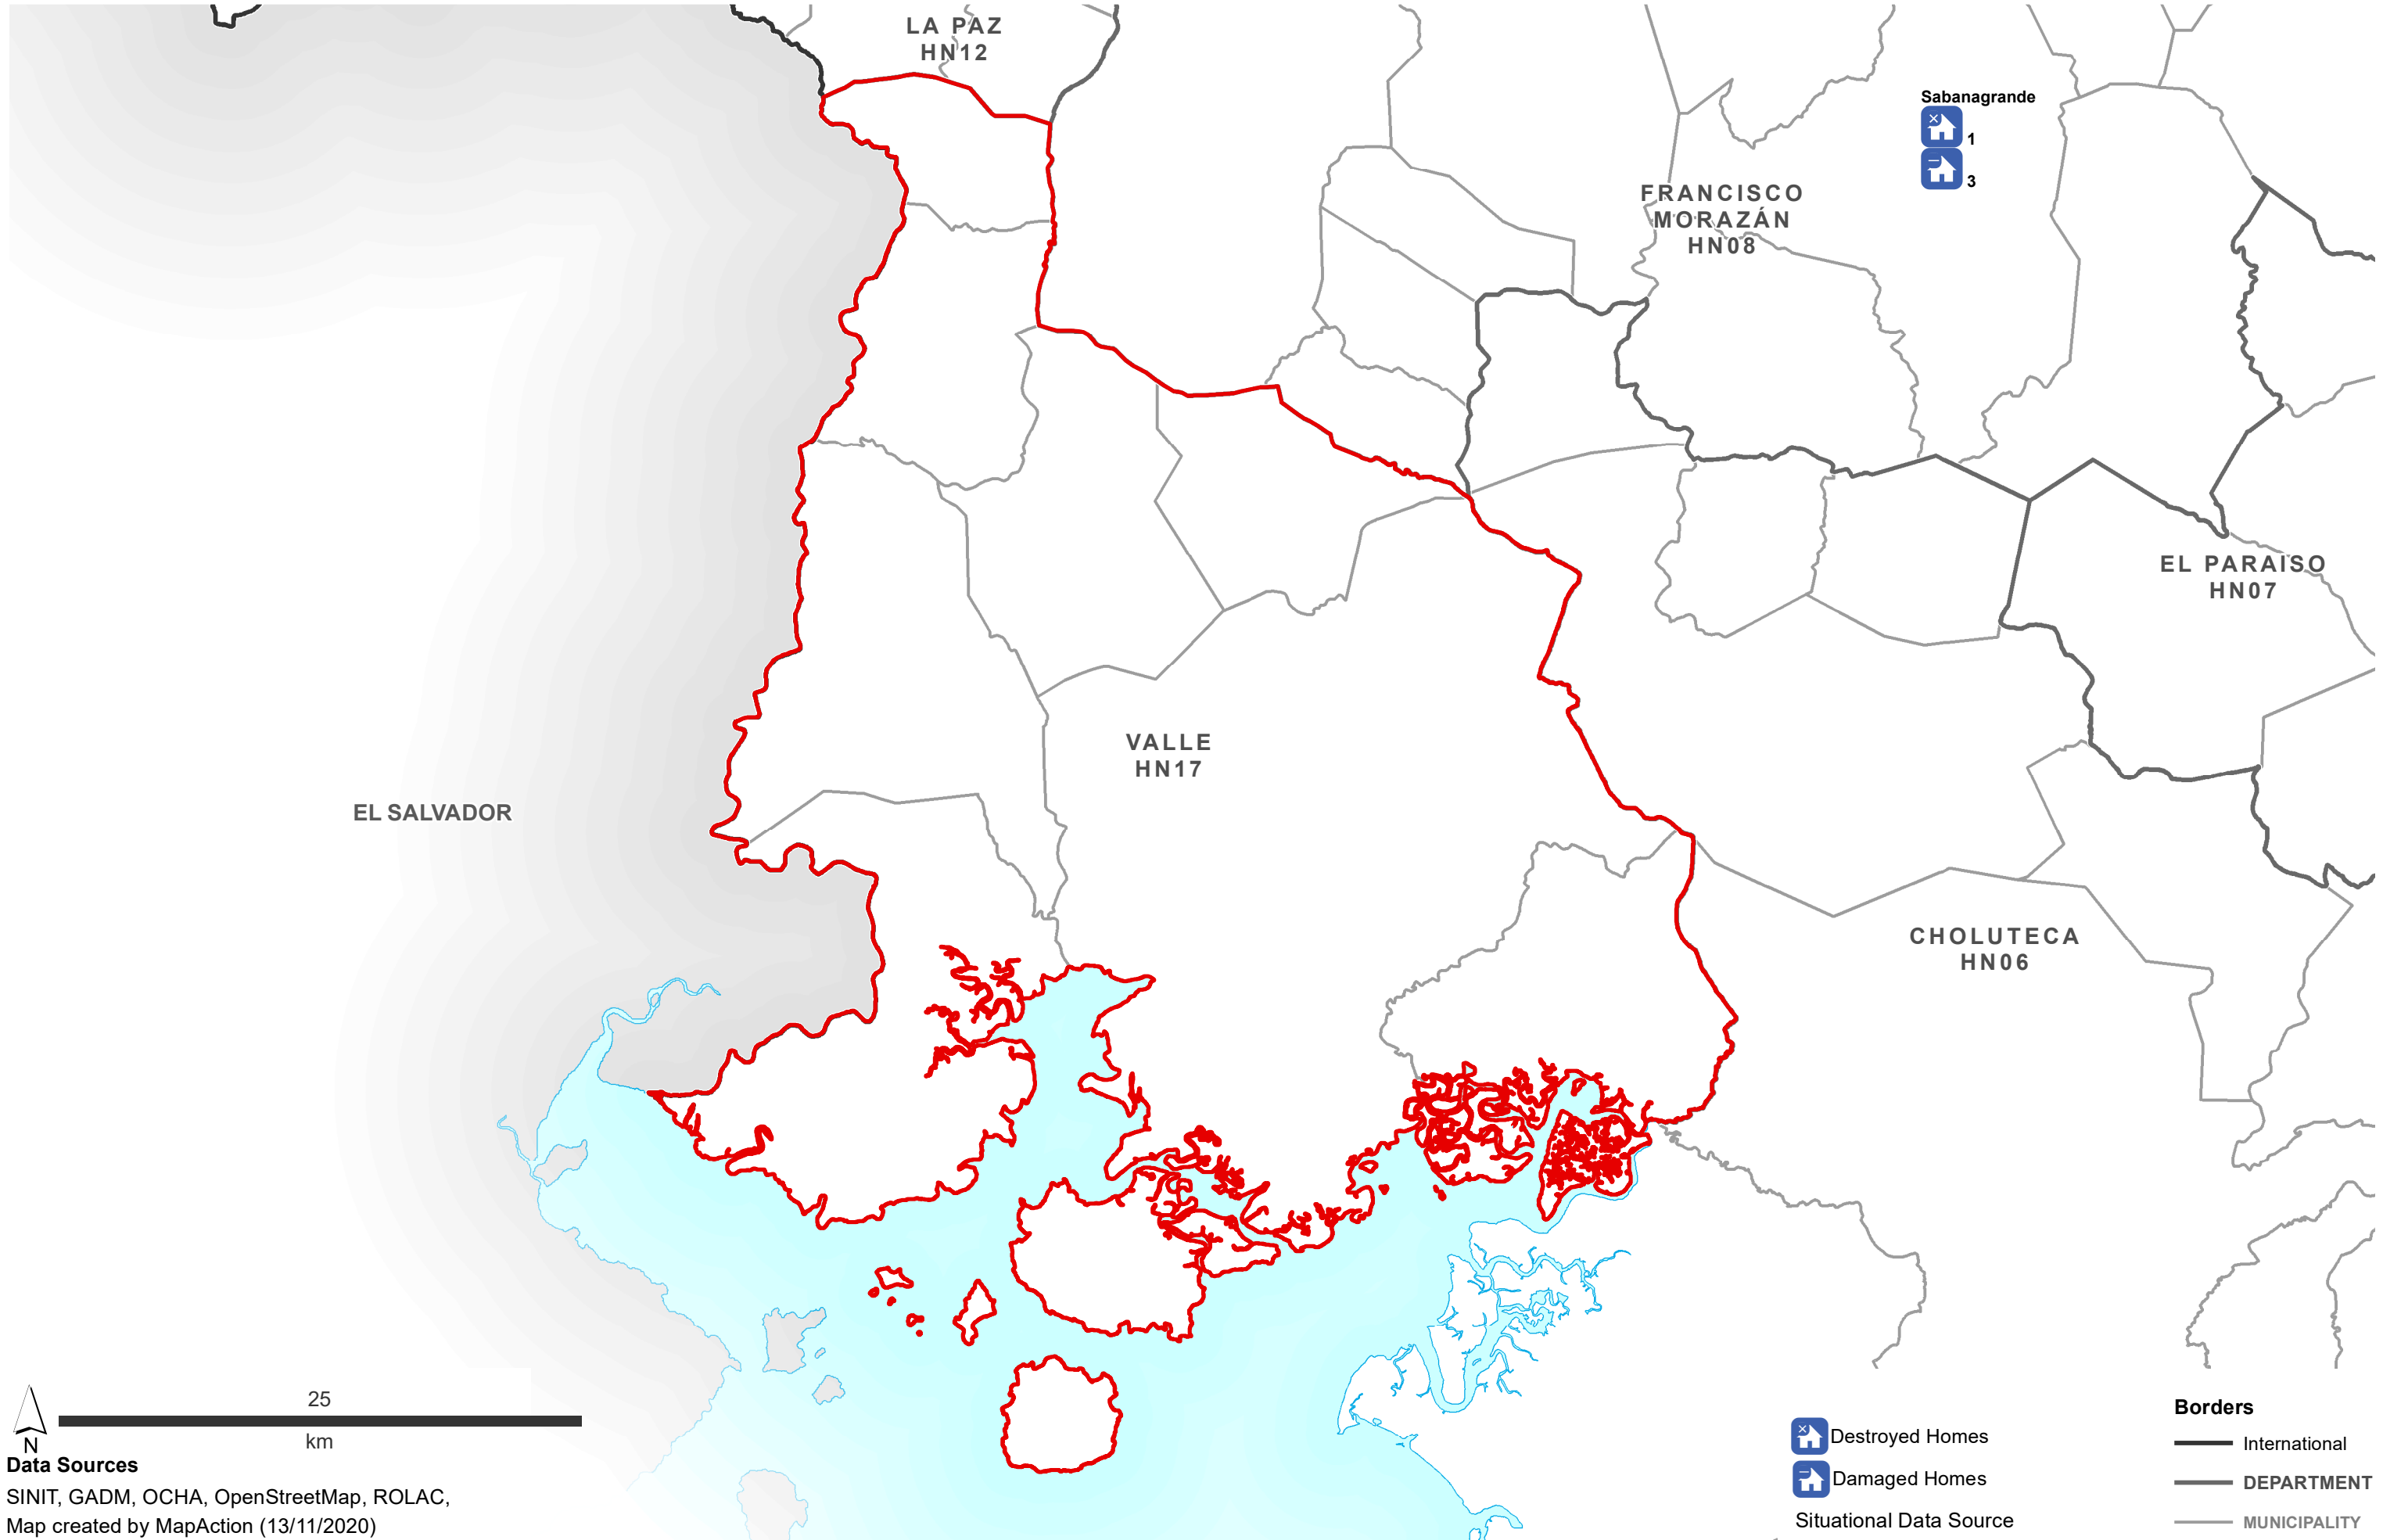 LA PAZ
HN12
Sabanagrande
1
3
FRANCISCO
MORAZÁN
HN08
EL PARAISO
HN07
VALLE
HN17
EL SALVADOR
CHOLUTECA
HN06
25
km
N
Data Sources
SINIT, GADM, OCHA, OpenStreetMap, ROLAC,
Map created by MapAction (13/11/2020)
Destroyed Homes
Damaged Homes
Situational Data Source
Borders
International
DEPARTMENT
MUNICIPALITY